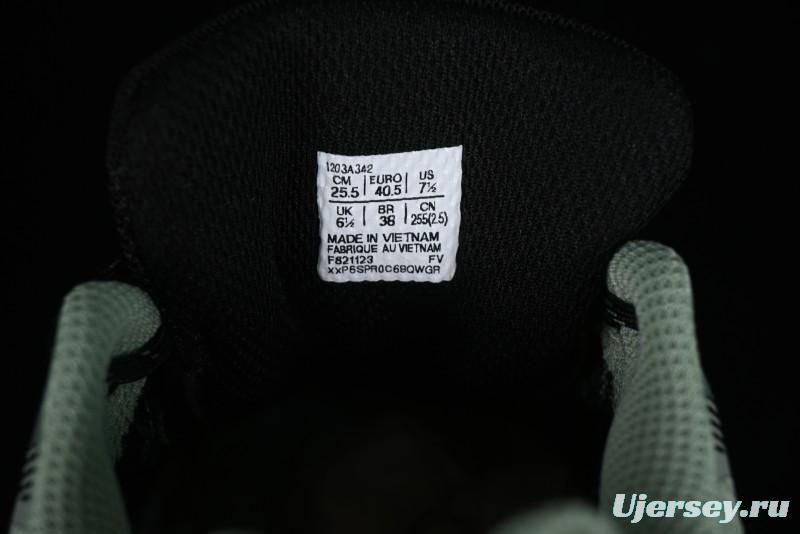 1203A342
CM | EURO | US
25.5 | 40.5 | 7½
UK | BR | CN
6½ | 38 | 255(2.5)
MADE IN VIETNAM
FABRIQUE AU VIETNAM
F821123 FV
XXP6SPR0C6BQWGR
Ujersey.ru